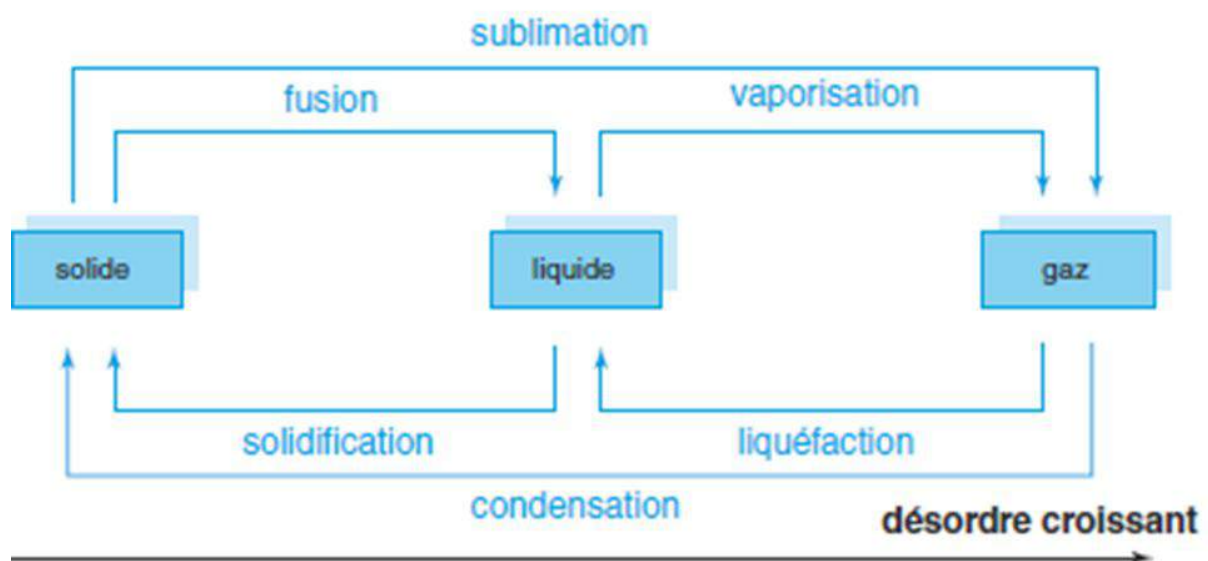 sublimation
fusion
vaporisation
solide
liquide
gaz
solidification
liquéfaction
condensation
désordre croissant